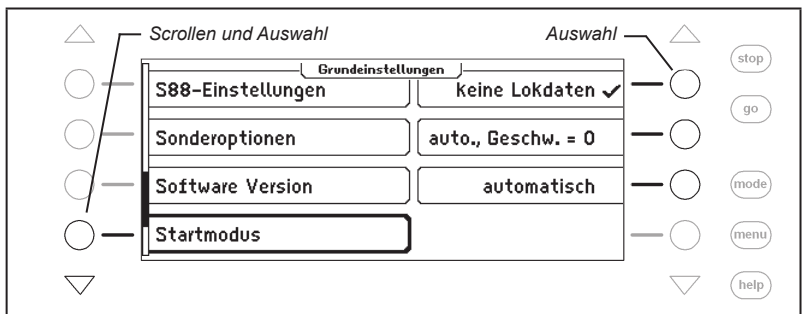 Scrollen und Auswahl
Auswahl
Grundeinstellungen
S88-Einstellungen
keine Lokdaten ✓
Sonderoptionen
auto., Geschw. = 0
Software Version
automatisch
Startmodus
stop
go
mode
menu
help